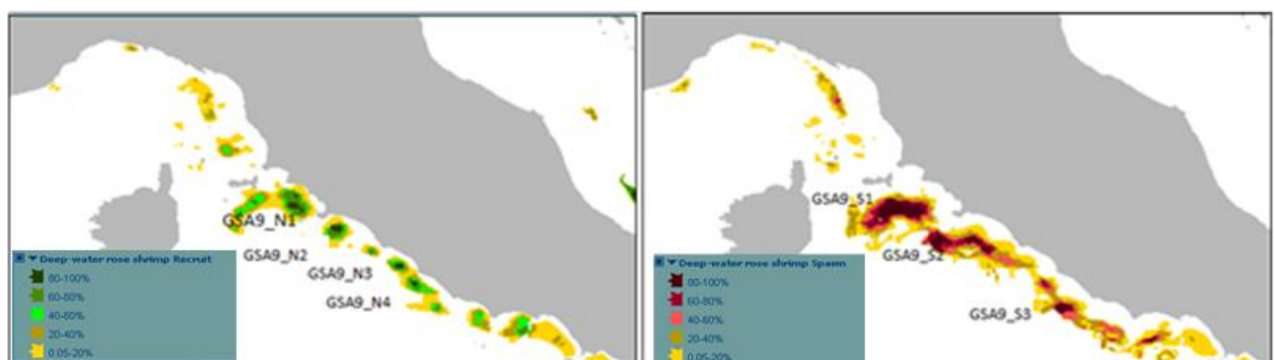 GSA9_N1
GSA9_N2
GSA9_N3
GSA9_N4
Deep-water rose shrimp Recruit
80-100%
60-80%
40-60%
20-40%
0.05-20%
GSA9_S1
GSA9_S2
GSA9_S3
Deep-water rose shrimp Spawn
80-100%
60-80%
40-60%
20-40%
0.05-20%